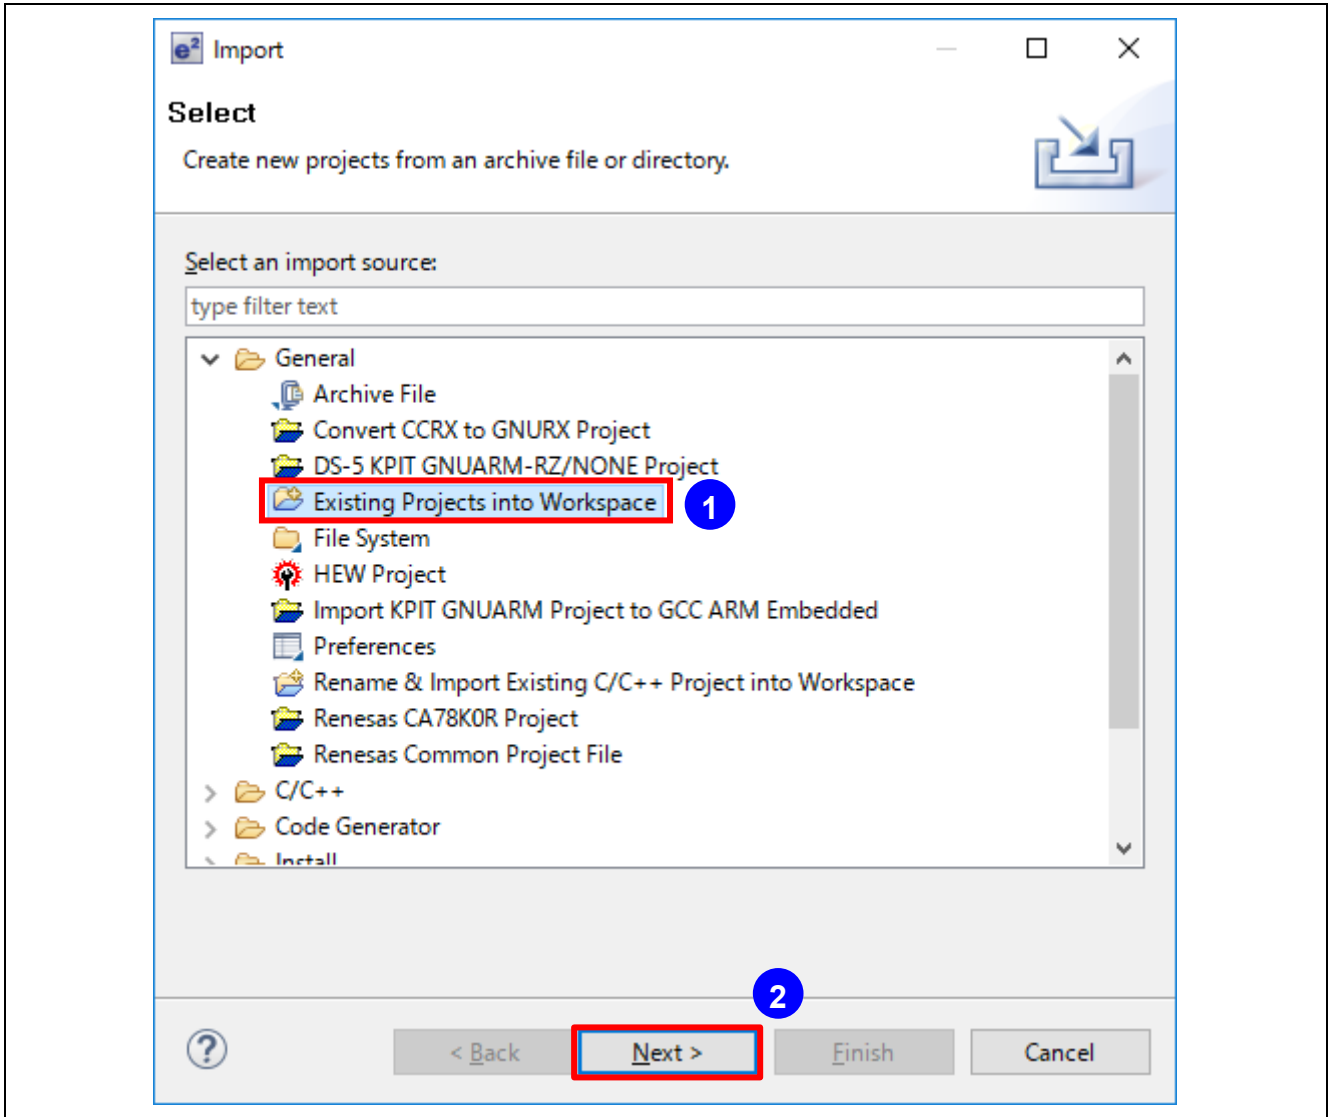 e² Import
Select
Create new projects from an archive file or directory.
Select an import source:
type filter text
General
Archive File
Convert CCRX to GNURX Project
DS-5 KPIT GNUARM-RZ/NONE Project
Existing Projects into Workspace 1
File System
HEW Project
Import KPIT GNUARM Project to GCC ARM Embedded
Preferences
Rename & Import Existing C/C++ Project into Workspace
Renesas CA78K0R Project
Renesas Common Project File
C/C++
Code Generator
Install
2
? < Back Next > Finish Cancel